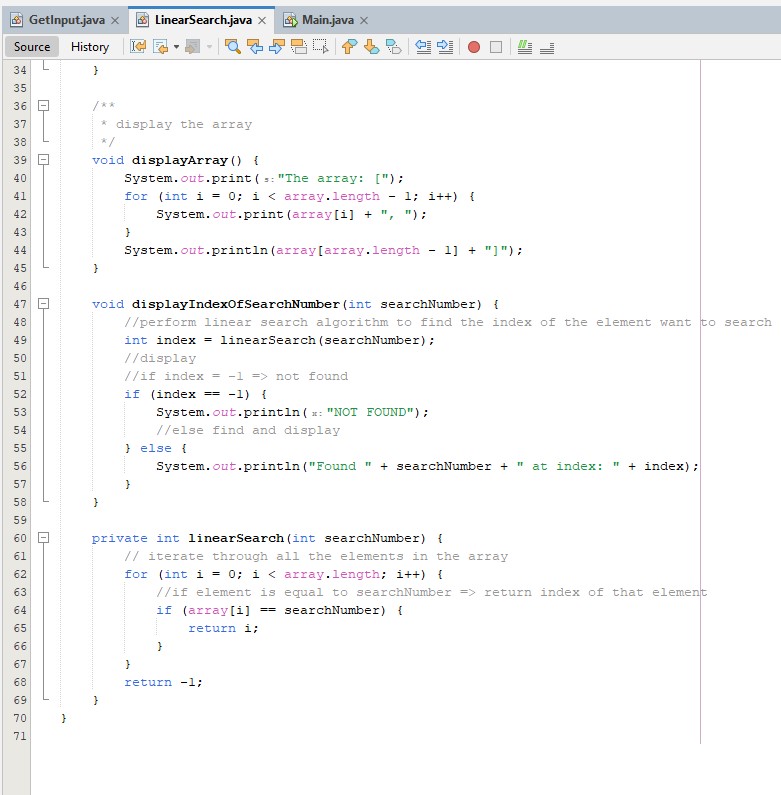 GetInput.java × LinearSearch.java × Main.java ×
Source History
34 }
35
36 /**
37 * display the array
38 */
39 void displayArray() {
40 System.out.print(s:"The array: [");
41 for (int i = 0; i < array.length - 1; i++) {
42 System.out.print(array[i] + ", ");
43 }
44 System.out.println(array[array.length - 1] + "]");
45 }
46
47 void displayIndexOfSearchNumber(int searchNumber) {
48 //perform linear search algorithm to find the index of the element want to search
49 int index = linearSearch(searchNumber);
50 //display
51 //if index = -1 => not found
52 if (index == -1) {
53 System.out.println(x:"NOT FOUND");
54 //else find and display
55 } else {
56 System.out.println("Found " + searchNumber + " at index: " + index);
57 }
58 }
59
60 private int linearSearch(int searchNumber) {
61 // iterate through all the elements in the array
62 for (int i = 0; i < array.length; i++) {
63 //if element is equal to searchNumber => return index of that element
64 if (array[i] == searchNumber) {
65 return i;
66 }
67 }
68 return -1;
69 }
70 }
71